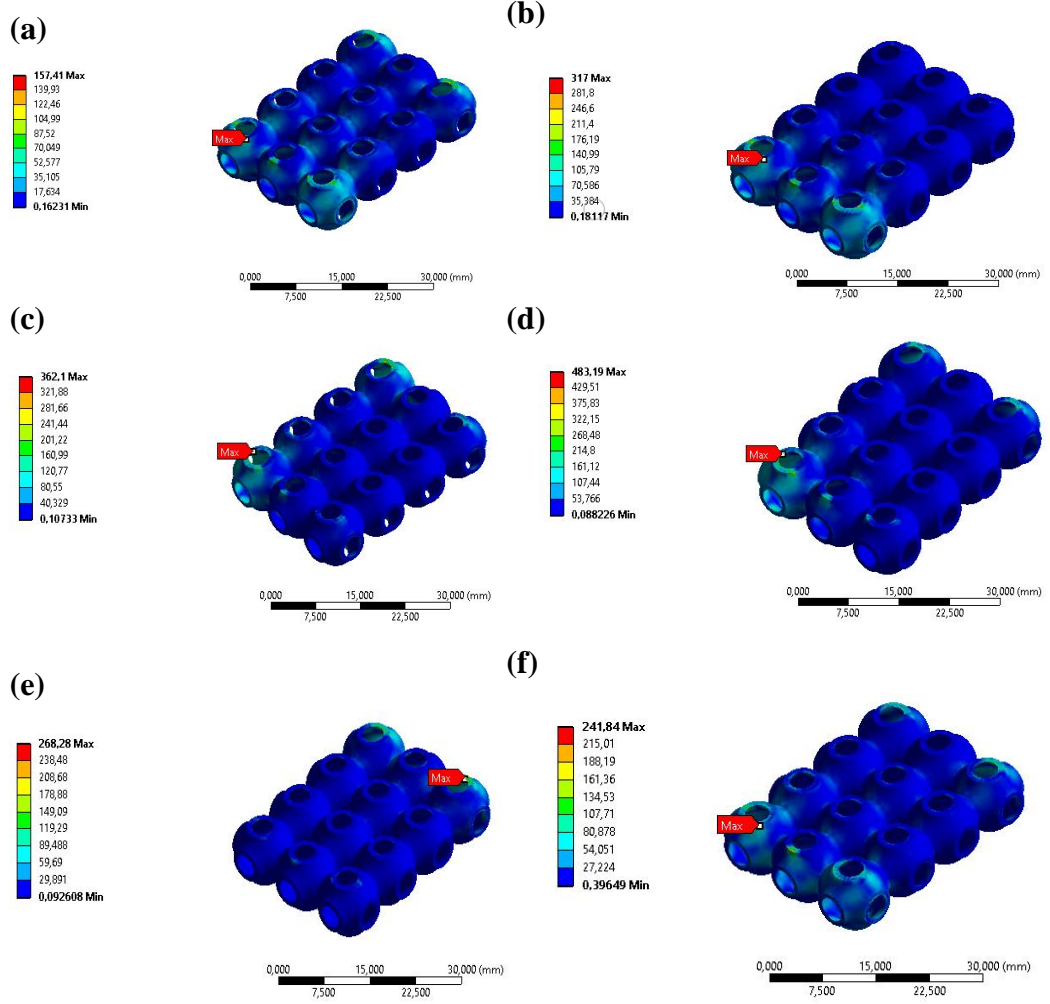 (a)
157,41 Max
139,93
122,46
104,99
87,52
70,049
52,577
35,105
17,634
0,16231 Min
Max
0,000 15,000 30,000 (mm)
7,500 22,500
(b)
317 Max
281,8
246,6
211,4
176,19
140,99
105,79
70,586
35,384
0,18117 Min
Max
0,000 15,000 30,000 (mm)
7,500 22,500
(c)
362,1 Max
321,88
281,66
241,44
201,22
160,99
120,77
80,55
40,329
0,10733 Min
Max
0,000 15,000 30,000 (mm)
7,500 22,500
(d)
483,19 Max
429,51
375,83
322,15
268,48
214,8
161,12
107,44
53,766
0,088226 Min
Max
0,000 15,000 30,000 (mm)
7,500 22,500
(e)
268,28 Max
238,48
208,68
178,88
149,09
119,29
89,488
59,69
29,891
0,092608 Min
Max
0,000 15,000 30,000 (mm)
7,500 22,500
(f)
241,84 Max
215,01
188,19
161,36
134,53
107,71
80,878
54,051
27,224
0,39649 Min
Max
0,000 15,000 30,000 (mm)
7,500 22,500